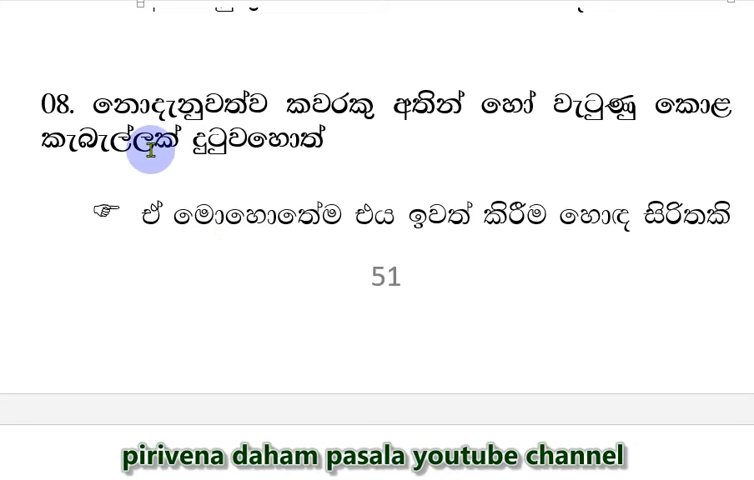 08. නොදැනුවත්ව කවරකු අතින් හෝ වැටුණු කොළ
කැබැල්ලක් දුටුවහොත්
☞ ඒ මොහොතේම එය ඉවත් කිරීම හොඳ සිරිතකි
51
pirivena daham pasala youtube channel